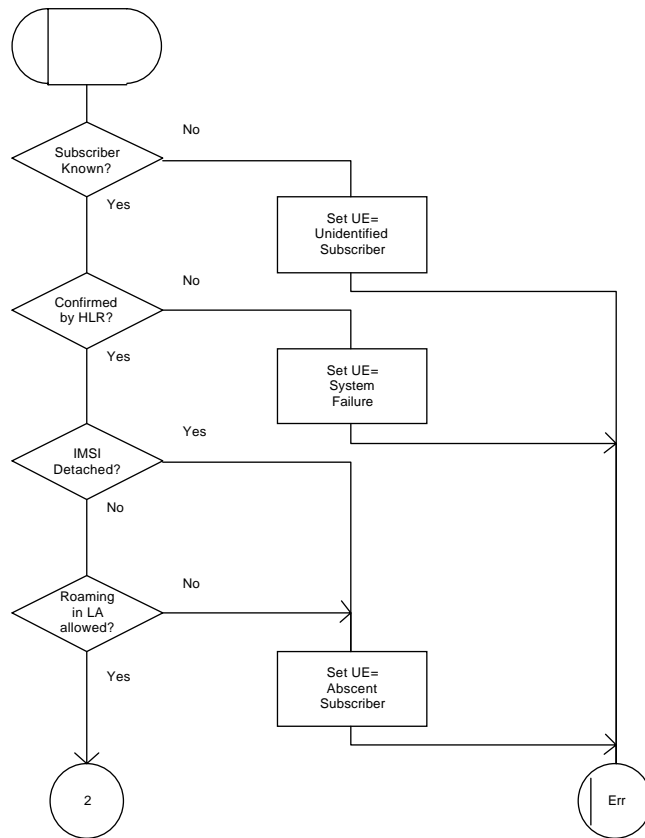 No
Subscriber
Known?
Yes
Set UE=
Unidentified
Subscriber
No
Confirmed
by HLR?
Yes
Set UE=
System
Failure
Yes
IMSI
Detached?
No
No
Roaming
in LA
allowed?
Yes
Set UE=
Abscent
Subscriber
2
Err